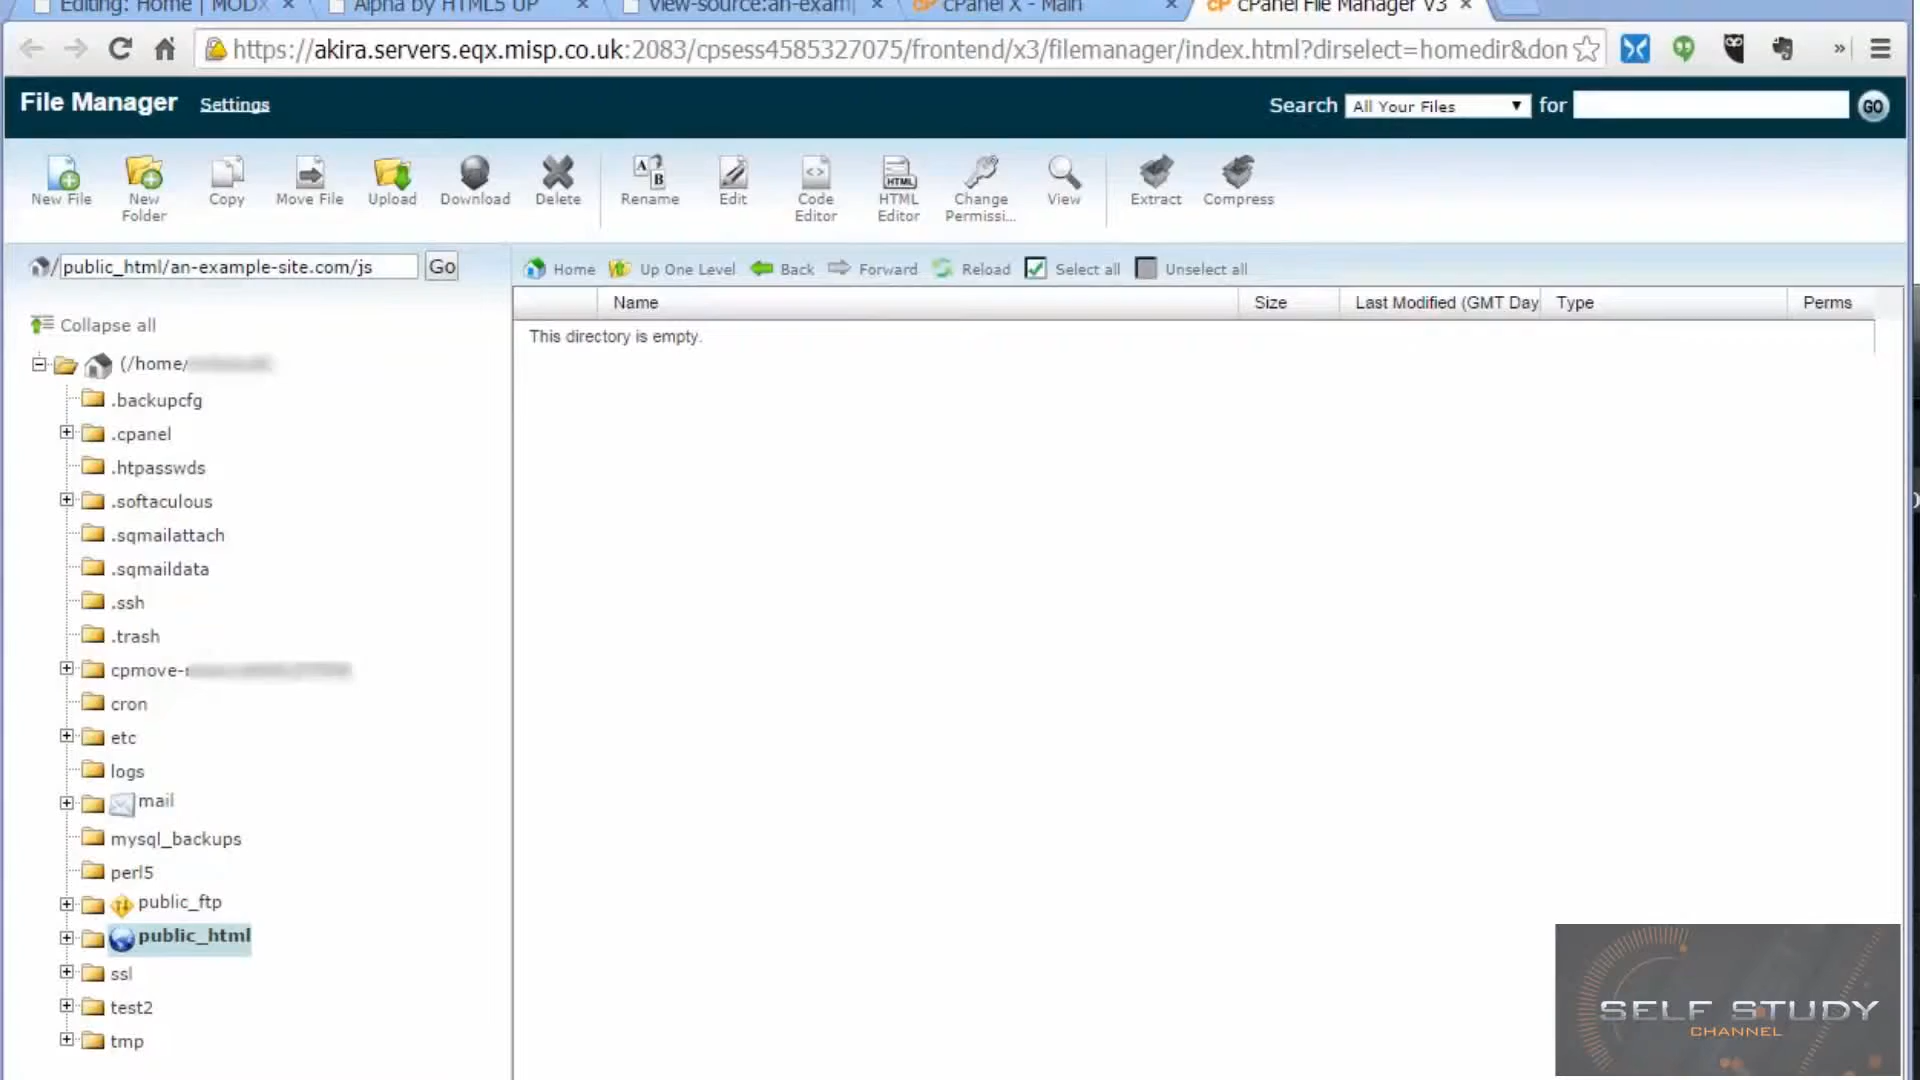 Editing: Home | MODX
Alpha by HTML5 UP
view-source:an-exam
cPanel X - Main
cPanel File Manager v3
https://akira.servers.eqx.misp.co.uk:2083/cpsess4585327075/frontend/x3/filemanager/index.html?dirselect=homedir&don
File Manager Settings
Search All Your Files for GO
New File
New Folder
Copy
Move File
Upload
Download
Delete
Rename
Edit
Code Editor
HTML Editor
Change Permissi...
View
Extract
Compress
/ public_html/an-example-site.com/js Go
Home Up One Level Back Forward Reload Select all Unselect all
Name Size Last Modified (GMT Day Type Perms
This directory is empty.
Collapse all
(/home/
.backupcfg
.cpanel
.htpasswds
.softaculous
.sqmailattach
.sqmaildata
.ssh
.trash
cpmove-
cron
etc
logs
mail
mysql_backups
perl5
public_ftp
public_html
ssl
test2
tmp
SELF STUDY
CHANNEL